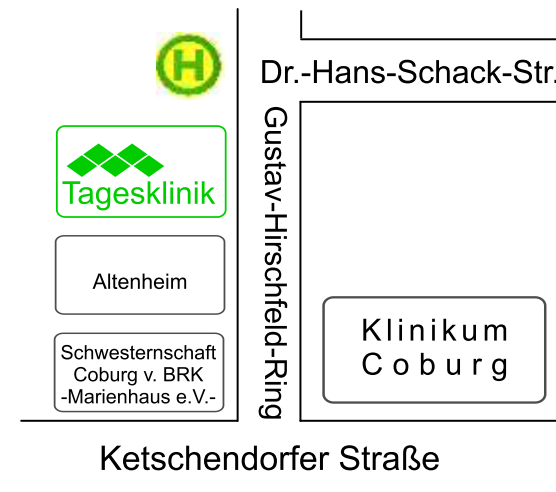 H
Dr.-Hans-Schack-Str.
Gustav-Hirschfeld-Ring
Tagesklinik
Altenheim
Schwesternschaft
Coburg v. BRK
-Marienhaus e.V.-
Klinikum
Coburg
Ketschendorfer Straße